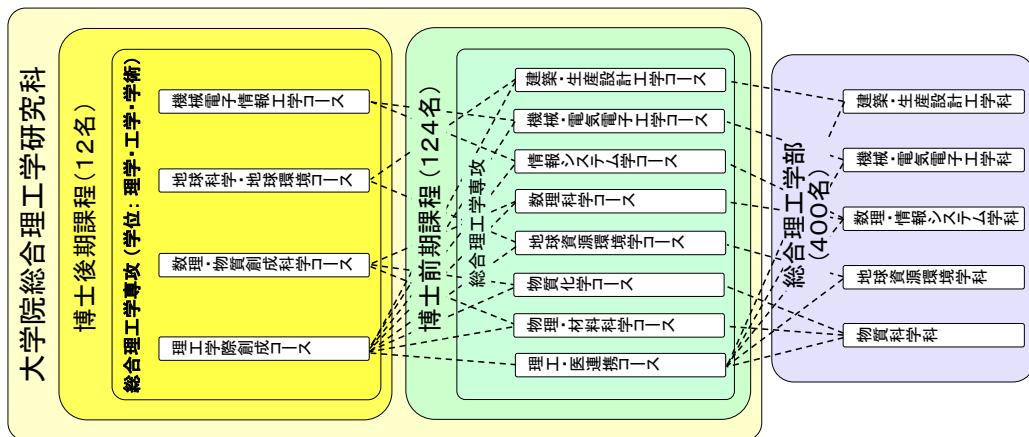 大学院総合理工学研究科
博士後期課程（12名）
総合理工学専攻（学位：理学・工学・学術）
機械電子情報工学コース
地球科学・地球環境コース
数理・物質創成科学コース
理工学際創成コース
博士前期課程（124名）
総合理工学専攻
建築・生産設計工学コース
機械・電気電子工学コース
情報システム学コース
数理科学コース
地球資源環境学コース
物質化学コース
物理・材料科学コース
理工・医連携コース
総合理工学部
（400名）
建築・生産設計工学科
機械・電気電子工学科
数理・情報システム学科
地球資源環境学科
物質科学科